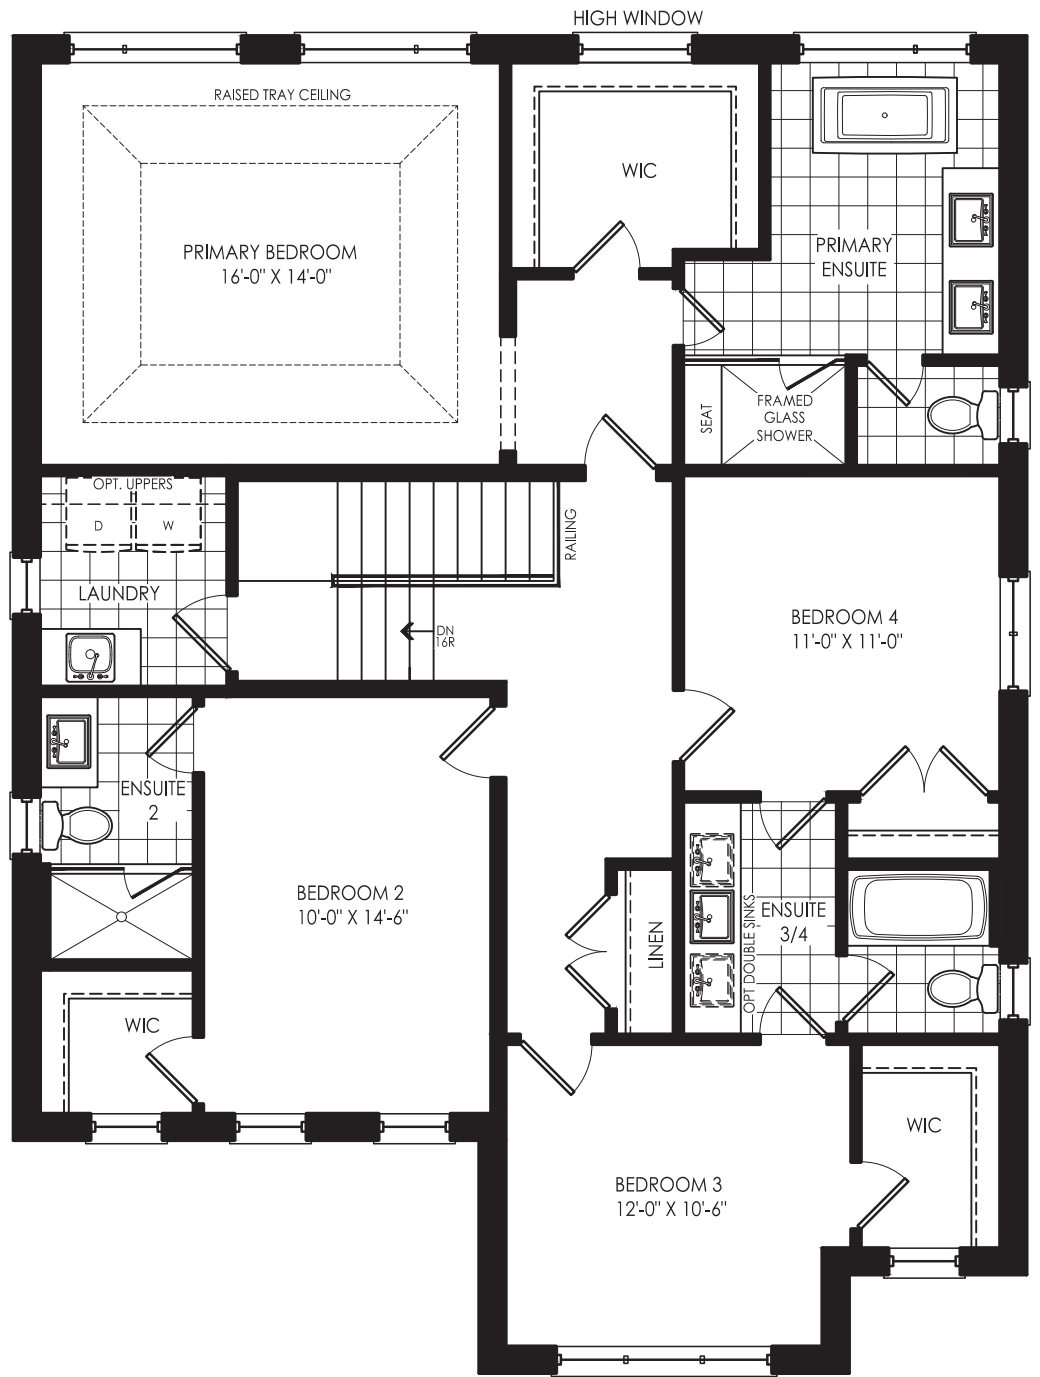 HIGH WINDOW
RAISED TRAY CEILING
PRIMARY BEDROOM
16'-0" X 14'-0"
WIC
PRIMARY
ENSUITE
SEAT
FRAMED
GLASS
SHOWER
OPT. UPPERS
D
W
LAUNDRY
RAILING
DN
16R
BEDROOM 4
11'-0" X 11'-0"
ENSUITE
2
BEDROOM 2
10'-0" X 14'-6"
LINEN
OPT DOUBLE SINKS
ENSUITE
3/4
WIC
WIC
BEDROOM 3
12'-0" X 10'-6"